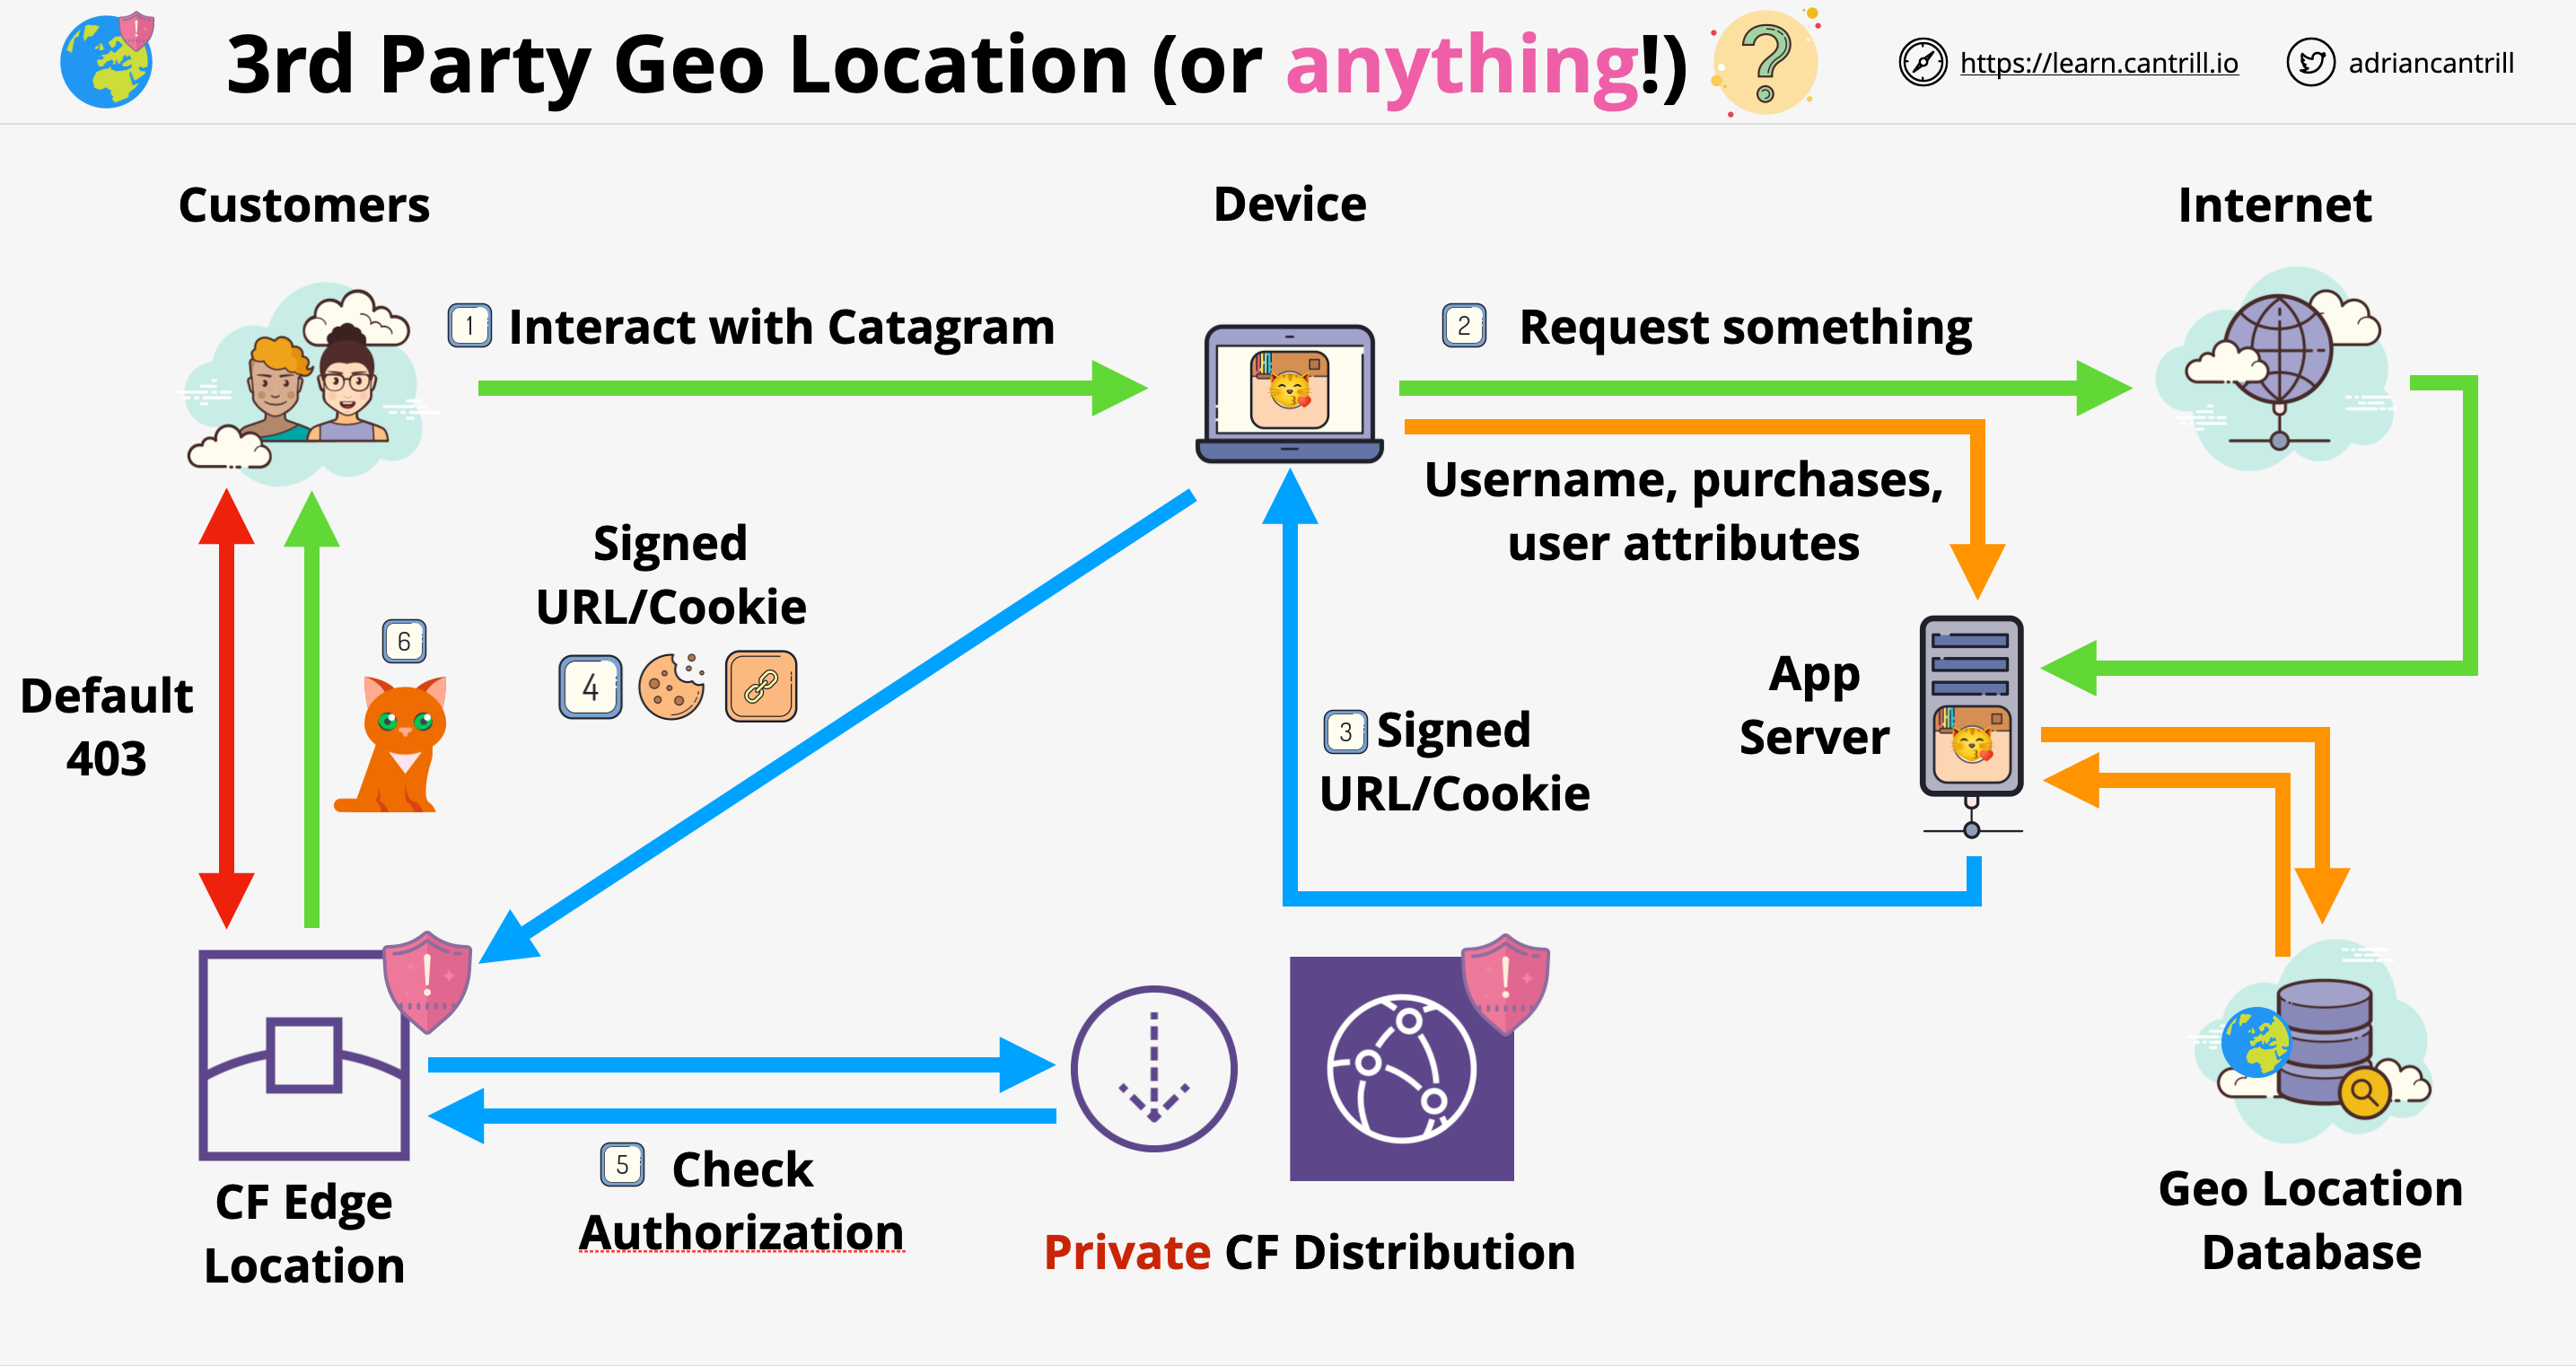 3rd Party Geo Location (or anything!)
https://learn.cantrill.io
adriancantrill
Customers
Device
Internet
1 Interact with Catagram
2 Request something
Username, purchases,
user attributes
Signed
URL/Cookie
4
6
Default
403
3 Signed
URL/Cookie
App
Server
5 Check
Authorization
CF Edge
Location
Private CF Distribution
Geo Location
Database